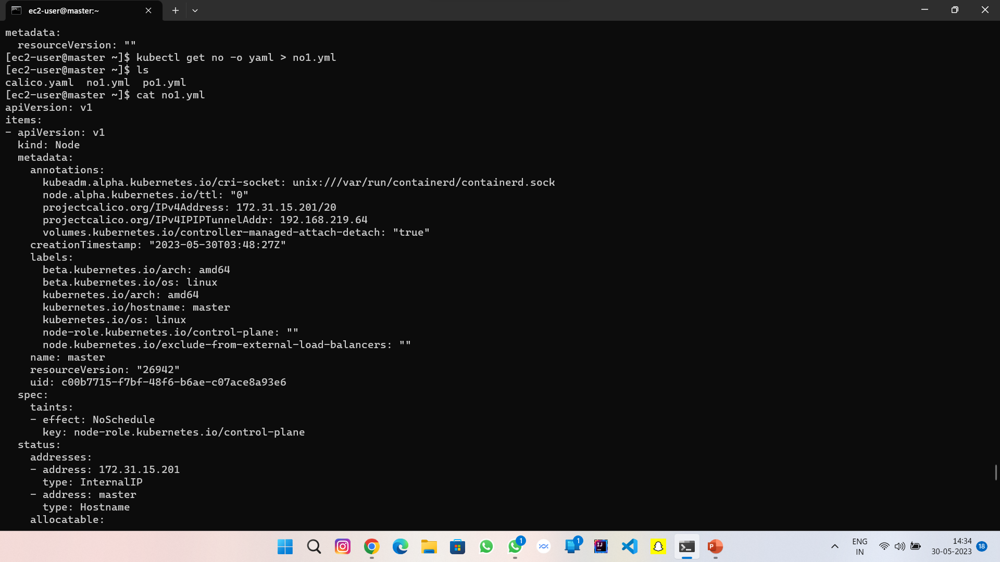 ec2-user@master:~
metadata:
  resourceVersion: ""
[ec2-user@master ~]$ kubectl get no -o yaml > no1.yml
[ec2-user@master ~]$ ls
calico.yaml  no1.yml  po1.yml
[ec2-user@master ~]$ cat no1.yml
apiVersion: v1
items:
- apiVersion: v1
  kind: Node
  metadata:
    annotations:
      kubeadm.alpha.kubernetes.io/cri-socket: unix:///var/run/containerd/containerd.sock
      node.alpha.kubernetes.io/ttl: "0"
      projectcalico.org/IPv4Address: 172.31.15.201/20
      projectcalico.org/IPv4IPIPTunnelAddr: 192.168.219.64
      volumes.kubernetes.io/controller-managed-attach-detach: "true"
    creationTimestamp: "2023-05-30T03:48:27Z"
    labels:
      beta.kubernetes.io/arch: amd64
      beta.kubernetes.io/os: linux
      kubernetes.io/arch: amd64
      kubernetes.io/hostname: master
      kubernetes.io/os: linux
      node-role.kubernetes.io/control-plane: ""
      node.kubernetes.io/exclude-from-external-load-balancers: ""
    name: master
    resourceVersion: "26942"
    uid: c00b7715-f7bf-48f6-b6ae-c07ace8a93e6
  spec:
    taints:
    - effect: NoSchedule
      key: node-role.kubernetes.io/control-plane
  status:
    addresses:
    - address: 172.31.15.201
      type: InternalIP
    - address: master
      type: Hostname
    allocatable:
1
1
IJ
P
ENG
IN
14:34
30-05-2023
18